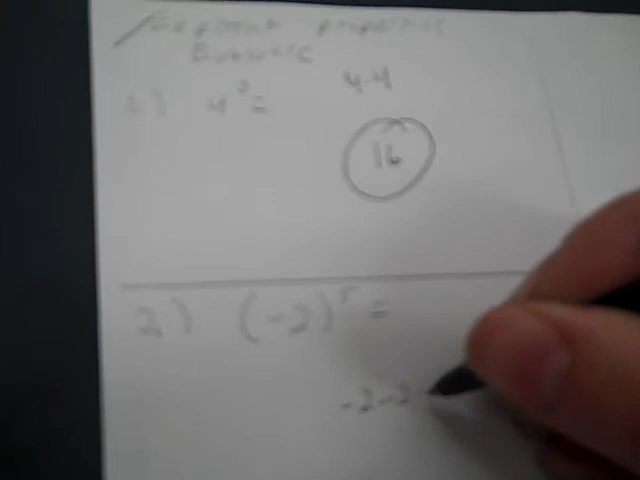 Exponent properties
4·4
1) 4² =
16
2) (-2)⁵ =
-2·-2·